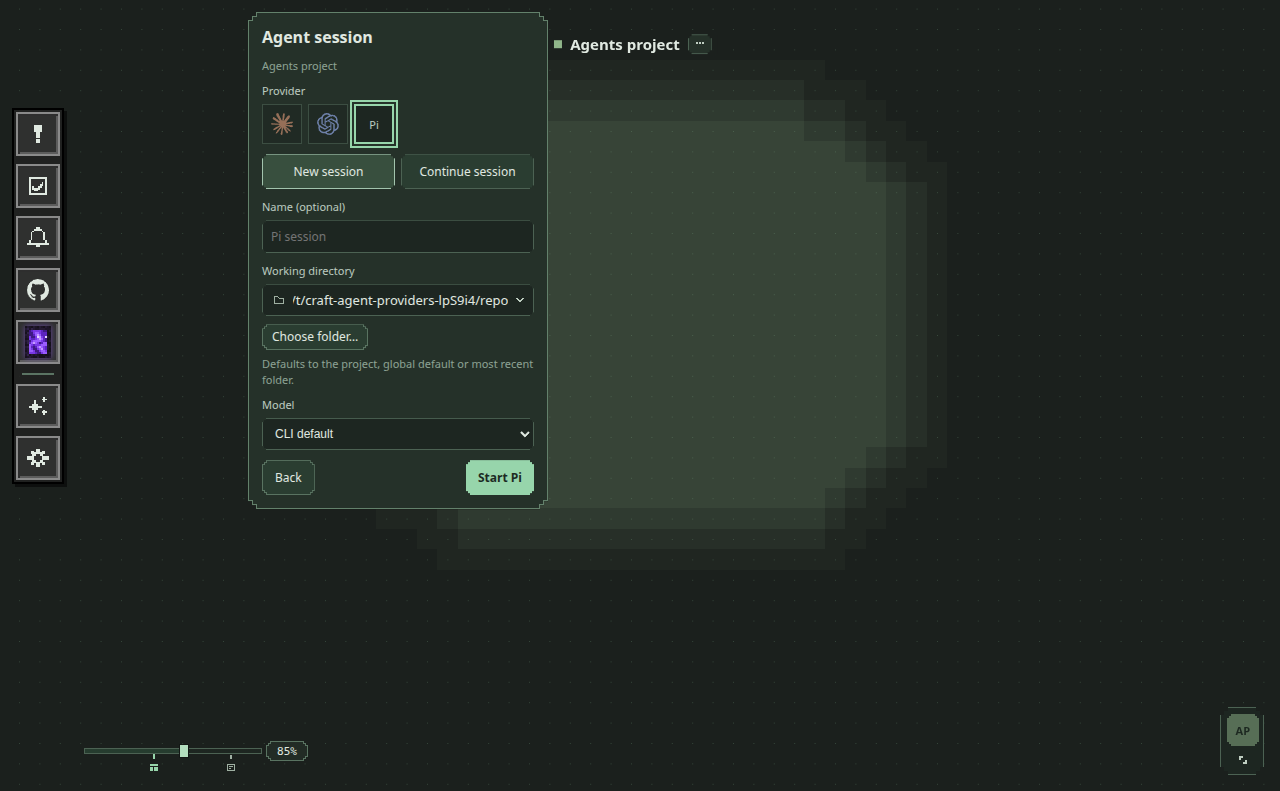 Agent session
Agents project
Agents project
Provider
Pi
New session
Continue session
Name (optional)
Pi session
Working directory
/t/craft-agent-providers-lpS9i4/repo
Choose folder...
Defaults to the project, global default or most recent
folder.
Model
CLI default
Back
Start Pi
85%
AP